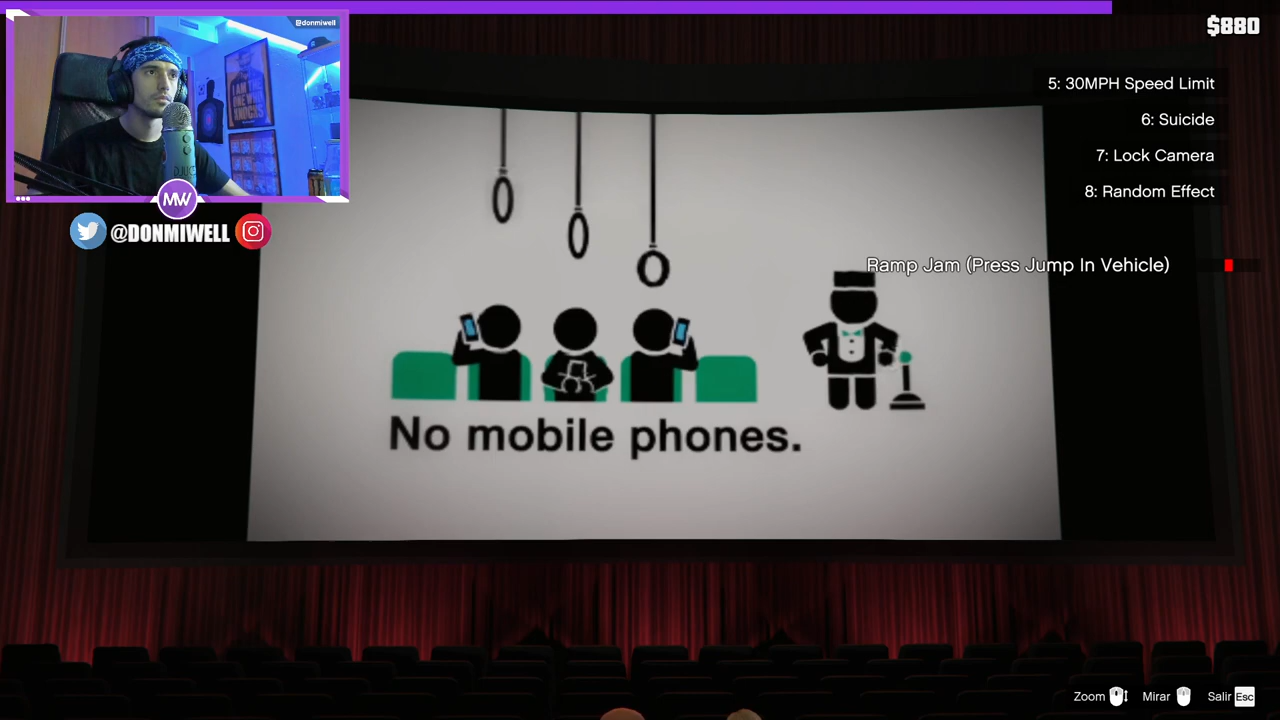 @donmiwell
$880
5: 30MPH Speed Limit
6: Suicide
7: Lock Camera
8: Random Effect
MW
@DONMIWELL
Ramp Jam (Press Jump In Vehicle)
No mobile phones.
Zoom Mirar Salir Esc